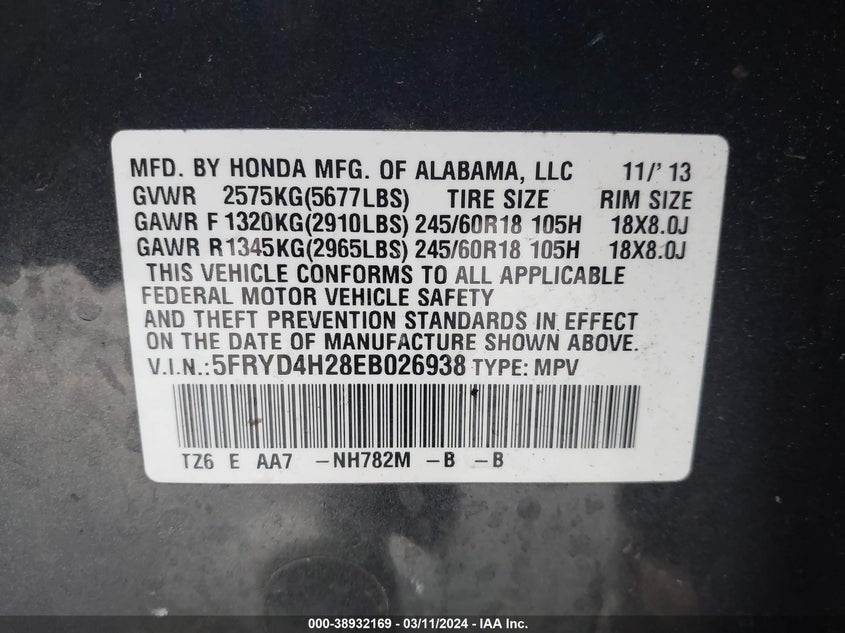 MFD. BY HONDA MFG. OF ALABAMA, LLC 11/' 13
GVWR 2575KG(5677LBS) TIRE SIZE RIM SIZE
GAWR F 1320KG(2910LBS) 245/60R18 105H 18X8.0J
GAWR R1345KG(2965LBS) 245/60R18 105H 18X8.0J
THIS VEHICLE CONFORMS TO ALL APPLICABLE
FEDERAL MOTOR VEHICLE SAFETY
AND THEFT PREVENTION STANDARDS IN EFFECT
ON THE DATE OF MANUFACTURE SHOWN ABOVE.
V.I.N.:5FRYD4H28EB026938 TYPE: MPV
TZ6 E AA7 -NH782M -B -B
000-38932169 - 03/11/2024 - IAA Inc.